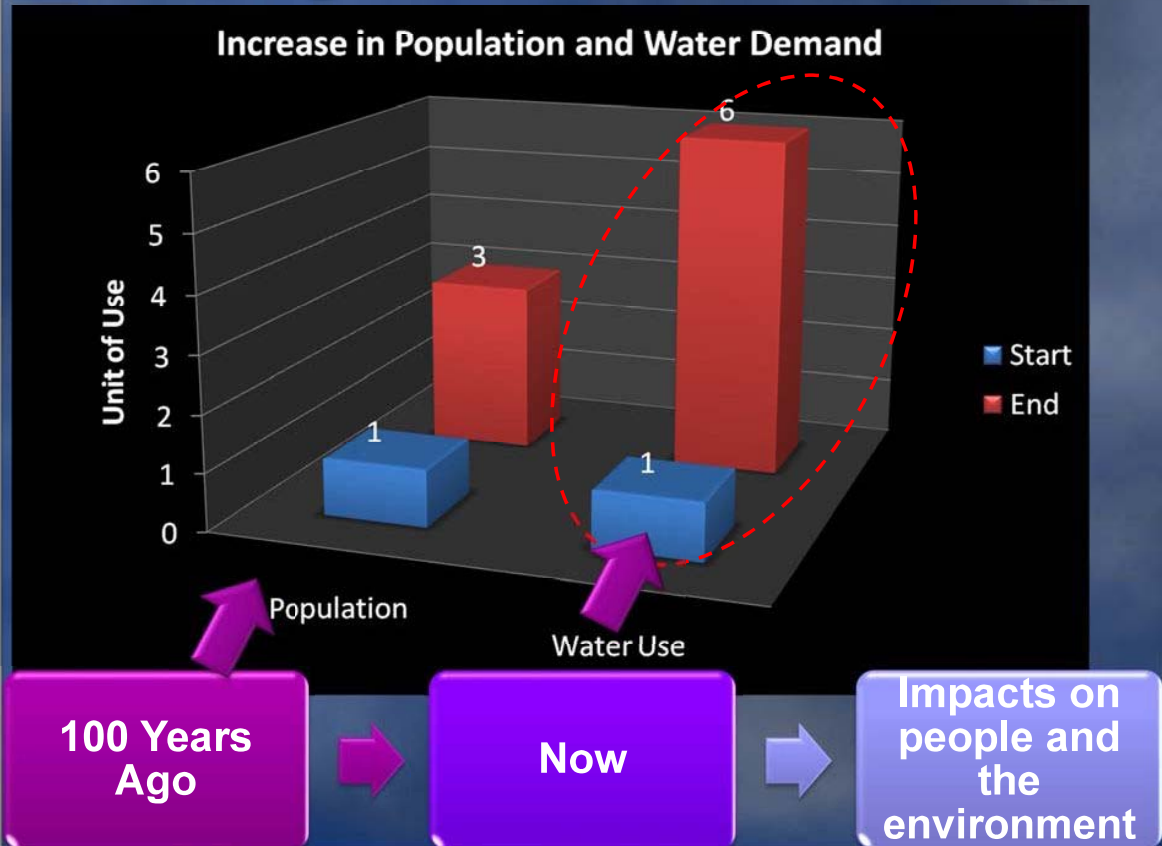 Increase in Population and Water Demand
6
6
5
4
3
2
1
0
Unit of Use
3
1
1
Start
End
Population
Water Use
100 Years
Ago
Now
Impacts on
people and
the
environment